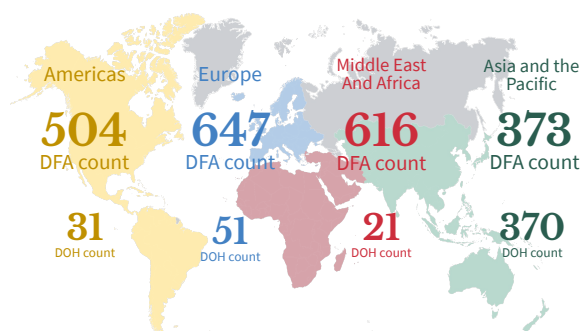 Americas
504
DFA count
31
DOH count
Europe
647
DFA count
51
DOH count
Middle East
And Africa
616
DFA count
21
DOH count
Asia and the
Pacific
373
DFA count
370
DOH count